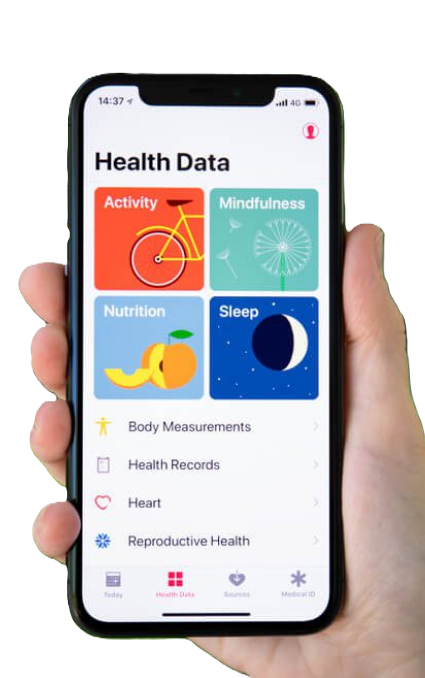 14:37 4G
Health Data
Activity
Mindfulness
Nutrition
Sleep
Body Measurements
Health Records
Heart
Reproductive Health
Today Health Data Sources Medical ID